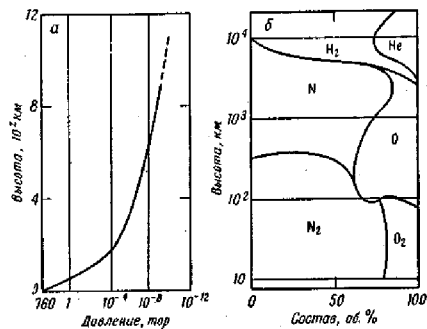 а
12
8
4
0
760 1 10⁻⁴ 10⁻⁸ 10⁻¹²
Давление, тор
Высота, 10² км
б
10⁴
10³
10²
10
0 50 100
Состав, об. %
Высота, км
H₂
He
N
O
N₂
O₂